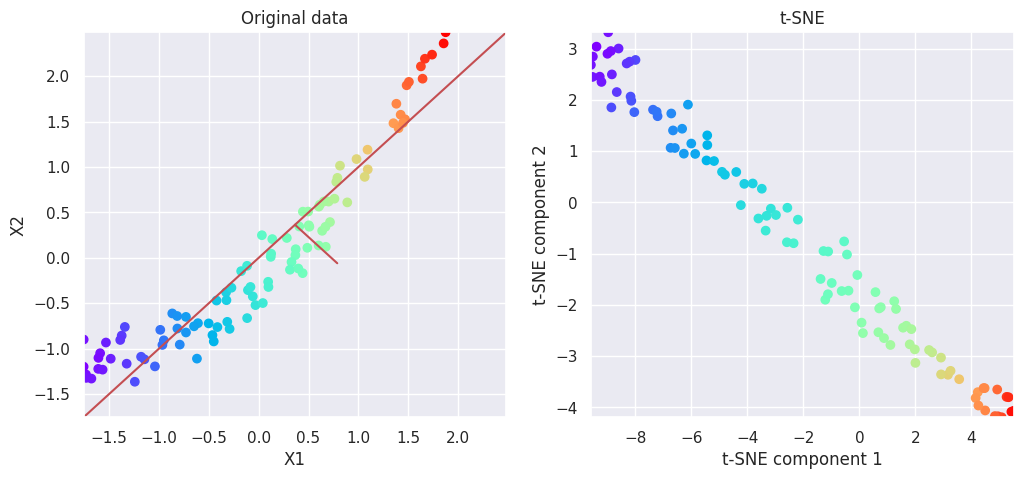 Original data
2.0
1.5
1.0
0.5
0.0
−0.5
−1.0
−1.5
X2
−1.5 −1.0 −0.5 0.0 0.5 1.0 1.5 2.0
X1
t-SNE
3
2
1
0
−1
−2
−3
−4
t-SNE component 2
−8 −6 −4 −2 0 2 4
t-SNE component 1